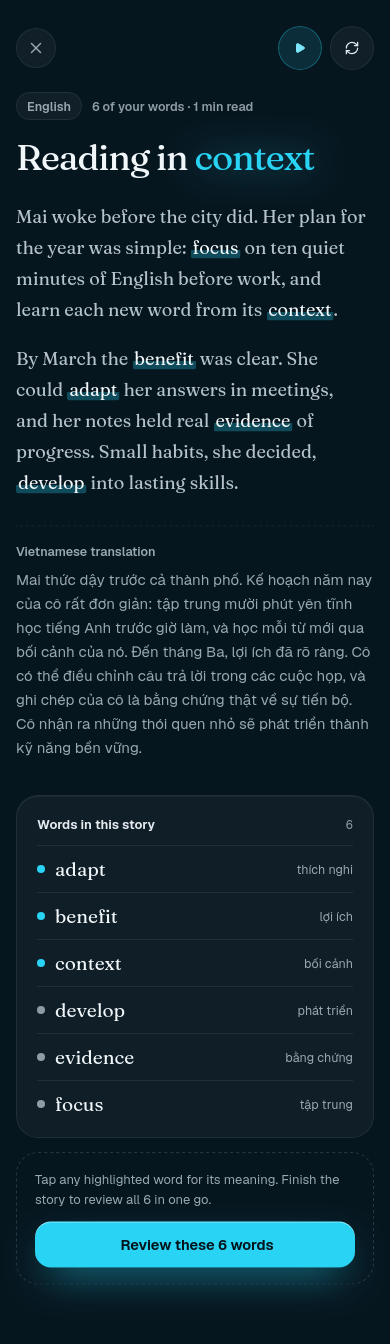 English
6 of your words · 1 min read
Reading in context
Mai woke before the city did. Her plan for
the year was simple: focus on ten quiet
minutes of English before work, and
learn each new word from its context.
By March the benefit was clear. She
could adapt her answers in meetings,
and her notes held real evidence of
progress. Small habits, she decided,
develop into lasting skills.
Vietnamese translation
Mai thức dậy trước cả thành phố. Kế hoạch năm nay
của cô rất đơn giản: tập trung mười phút yên tĩnh
học tiếng Anh trước giờ làm, và học mỗi từ mới qua
bối cảnh của nó. Đến tháng Ba, lợi ích đã rõ ràng. Cô
có thể điều chỉnh câu trả lời trong các cuộc họp, và
ghi chép của cô là bằng chứng thật về sự tiến bộ.
Cô nhận ra những thói quen nhỏ sẽ phát triển thành
kỹ năng bền vững.
Words in this story 6
adapt thích nghi
benefit lợi ích
context bối cảnh
develop phát triển
evidence bằng chứng
focus tập trung
Tap any highlighted word for its meaning. Finish the
story to review all 6 in one go.
Review these 6 words